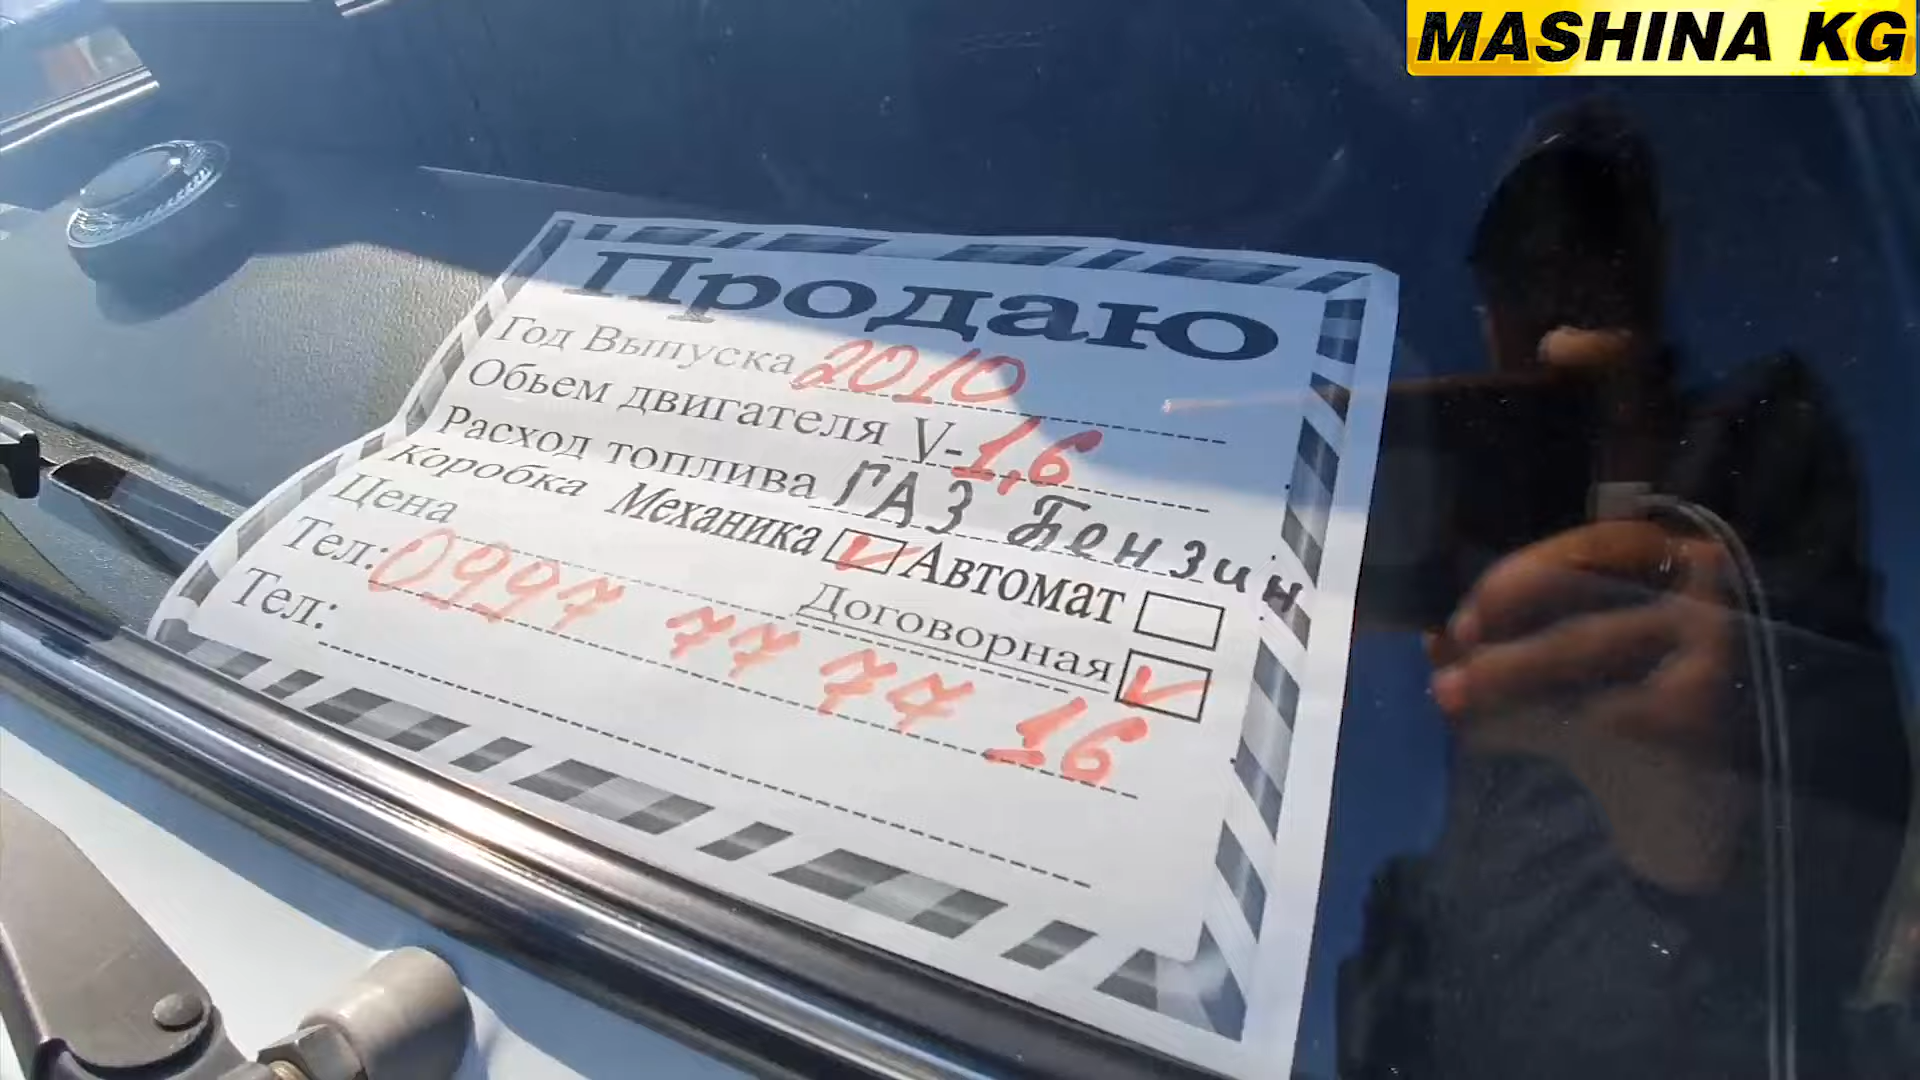 MASHINA KG
Продаю
Год Выпуска 2010
Обьем двигателя V-1,6
Расход топлива ГАЗ Бензин
Коробка Механика Автомат
Цена Договорная
Тел: 0997 77 77 16
Тел: